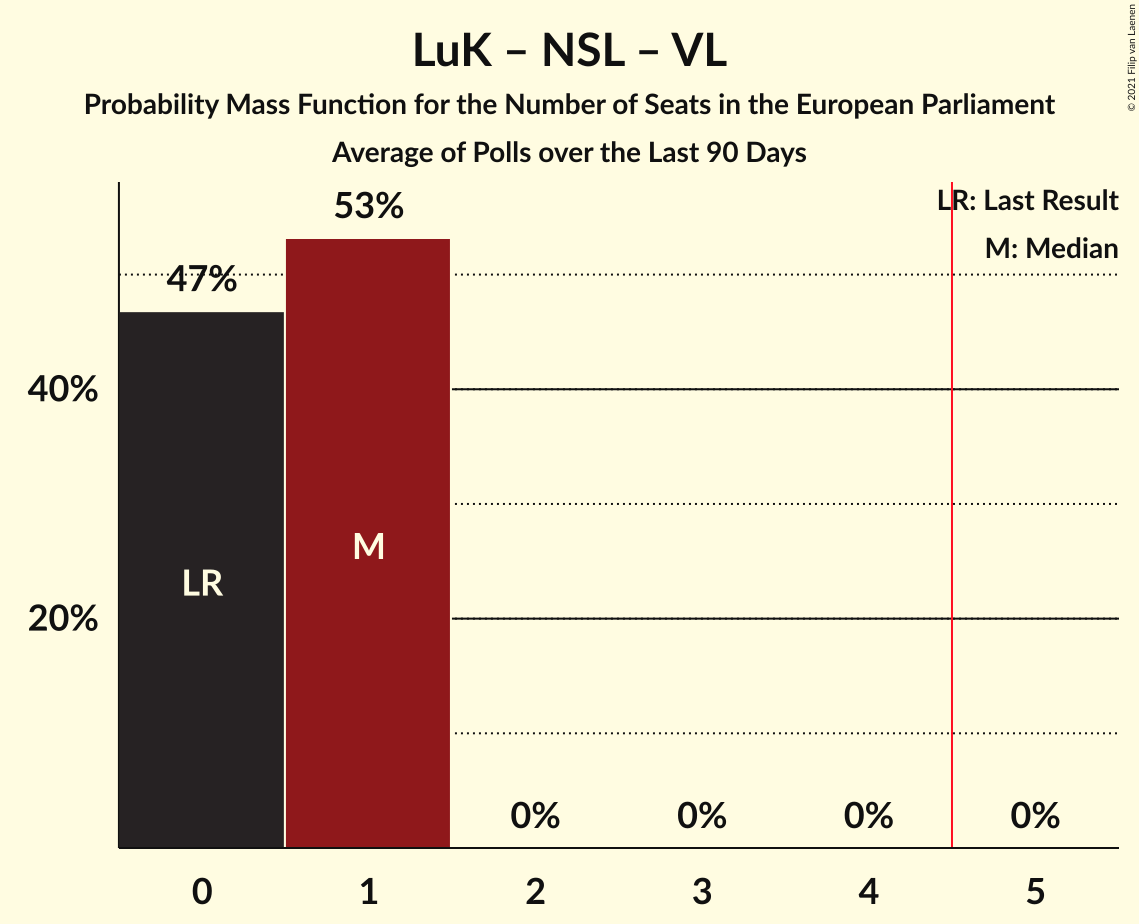 LuK – NSL – VL
Probability Mass Function for the Number of Seats in the European Parliament
Average of Polls over the Last 90 Days
© 2021 Filip van Laenen
LR: Last Result
M: Median
53%
47%
40%
20%
LR
M
0%
0%
0%
0%
0
1
2
3
4
5